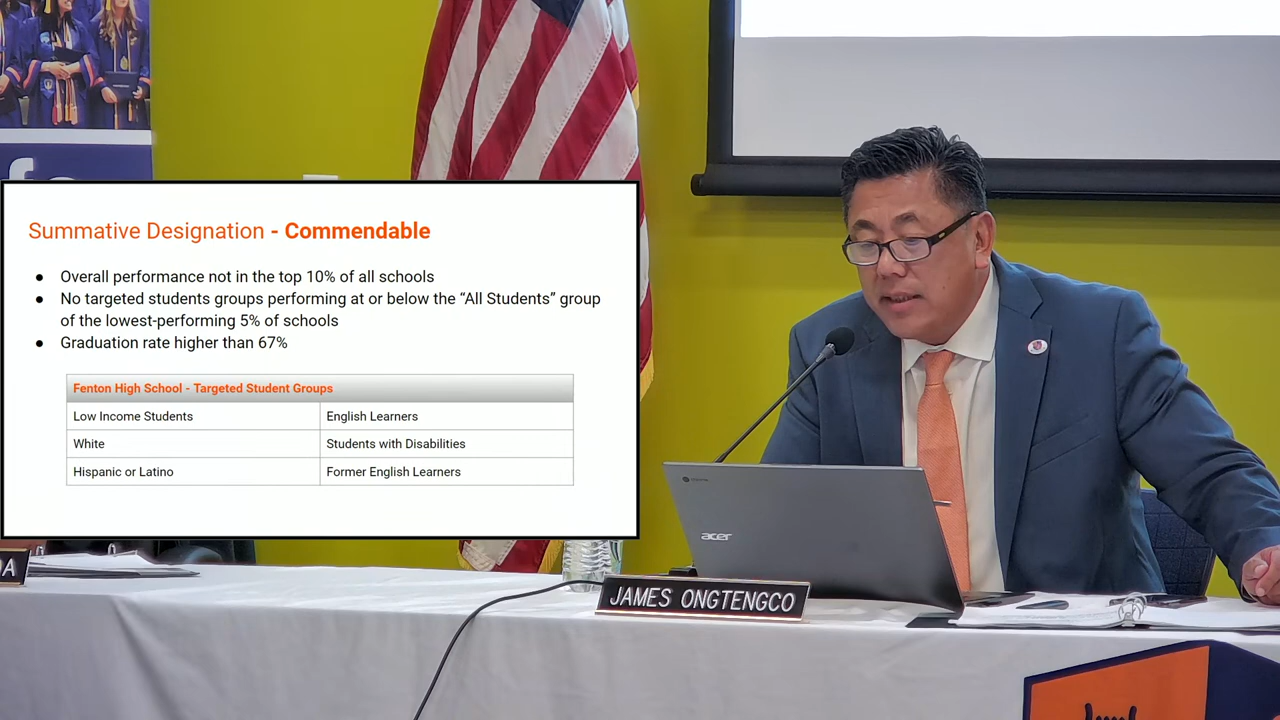 Summative Designation - Commendable
● Overall performance not in the top 10% of all schools
● No targeted students groups performing at or below the “All Students” group
of the lowest-performing 5% of schools
● Graduation rate higher than 67%
Fenton High School - Targeted Student Groups
Low Income Students English Learners
White Students with Disabilities
Hispanic or Latino Former English Learners
acer
JAMES ONGTENGCO